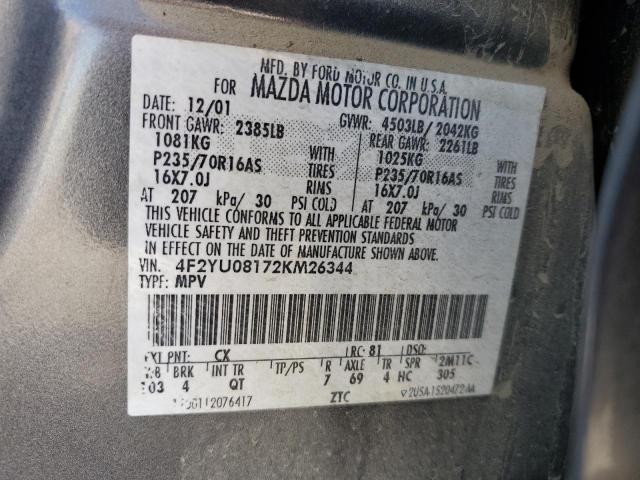 MFD. BY FORD MOTOR CO. IN U.S.A.
FOR MAZDA MOTOR CORPORATION
DATE: 12/01 GVWR: 4503LB/ 2042KG
FRONT GAWR: 2385LB REAR GAWR: 2261LB
1081KG WITH 1025KG WITH
P235/70R16AS TIRES P235/70R16AS TIRES
16X7.0J RIMS 16X7.0J RIMS
AT 207 kPa/ 30 PSI COLD AT 207 kPa/ 30 PSI COLD
THIS VEHICLE CONFORMS TO ALL APPLICABLE FEDERAL MOTOR
VEHICLE SAFETY AND THEFT PREVENTION STANDARDS
IN EFFECT ON THE DATE OF MANUFACTURE SHOWN ABOVE.
VIN: 4F2YU08172KM26344
TYPE: MPV
EXT PNT: CX RC: 81 DSO:
WB BRK INT TR TP/PS R AXLE TR SPR 2M11C
103 4 QT 7 69 4 HC 305
ZTC